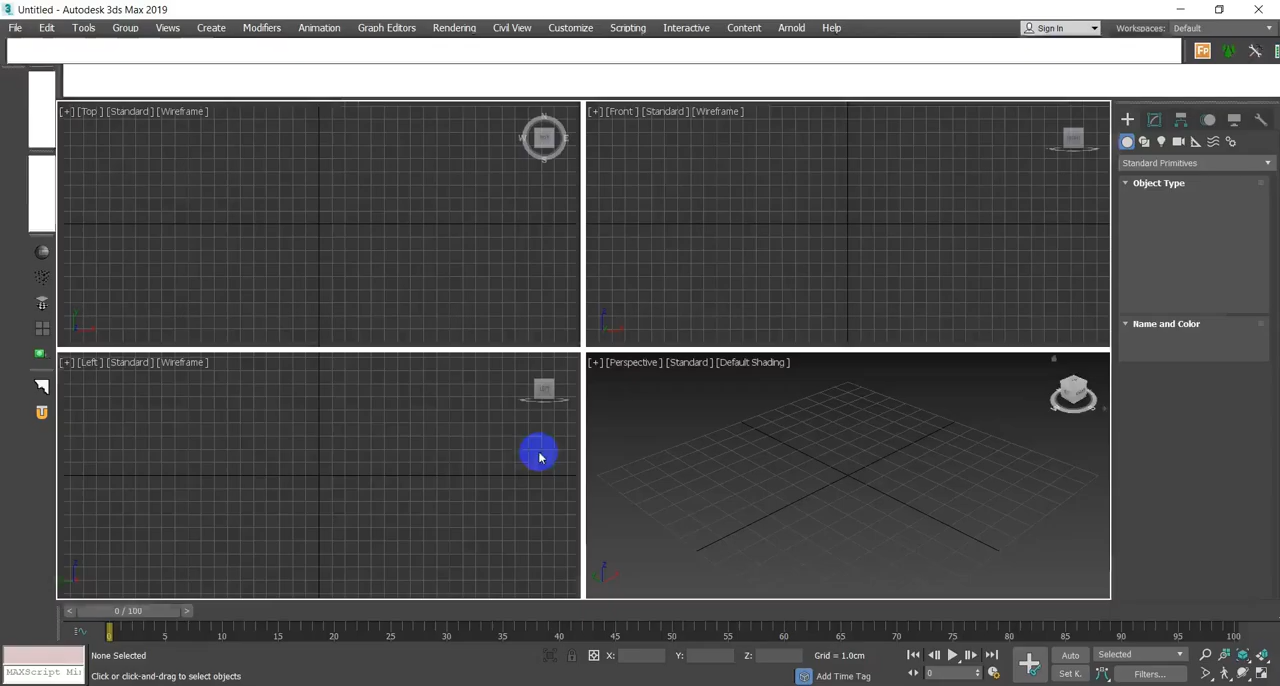 Untitled - Autodesk 3ds Max 2019
File Edit Tools Group Views Create Modifiers Animation Graph Editors Rendering Civil View Customize Scripting Interactive Content Arnold Help Sign In Workspaces: Default
[+] [Top ] [Standard ] [Wireframe ]
[+] [Front ] [Standard ] [Wireframe ]
Standard Primitives
Object Type
Name and Color
[+] [Left ] [Standard ] [Wireframe ]
[+] [Perspective ] [Standard ] [Default Shading ]
< 0 / 100 >
0 5 10 15 20 25 30 35 40 45 50 55 60 65 70 75 80 85 90 95 100
None Selected X: Y: Z: Grid = 1.0cm Auto Selected
MAXScript Mi
Click or click-and-drag to select objects Add Time Tag 0 Set K. Filters...